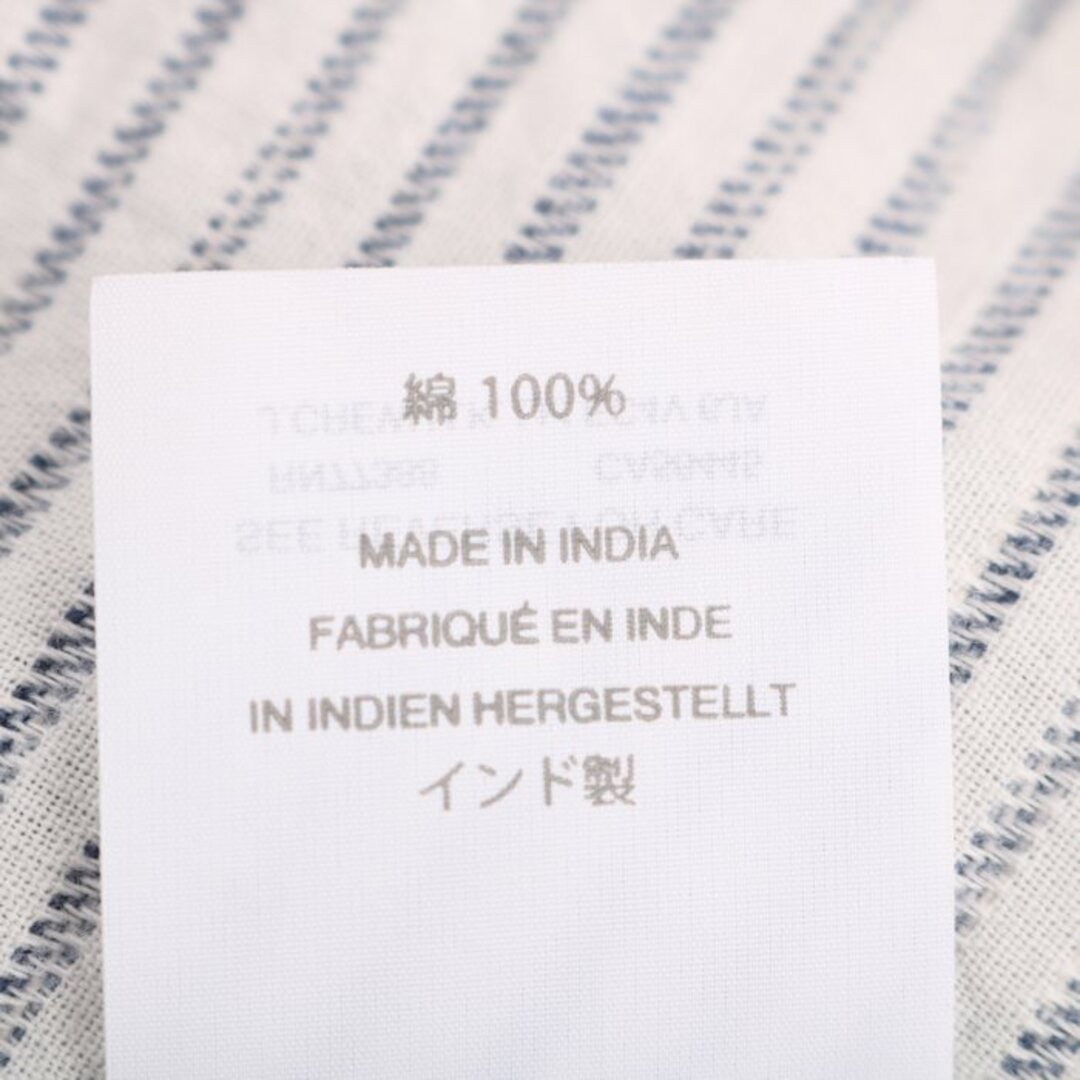 綿 100%
MADE IN INDIA
FABRIQUÉ EN INDE
IN INDIEN HERGESTELLT
インド製